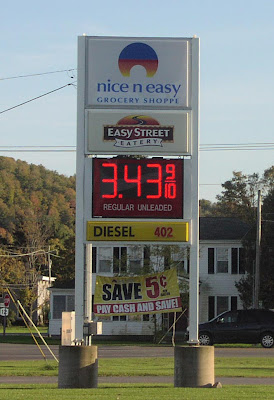 nice n easy
GROCERY SHOPPE
EASY STREET
EATERY
3.43 9/10
REGULAR UNLEADED
DIESEL 402
SAVE 5¢
PAY CASH AND SAVE!